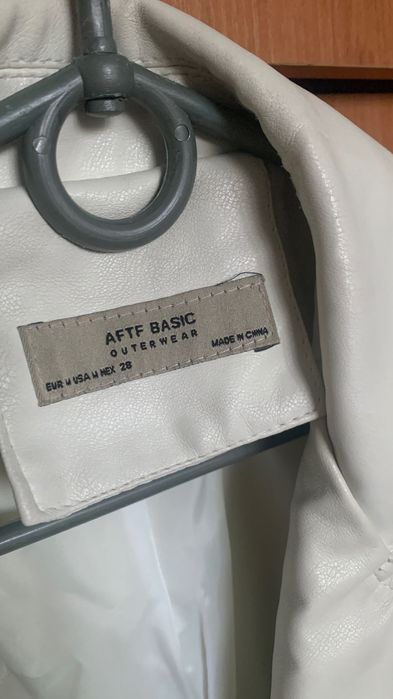 AFTF BASIC
OUTERWEAR
EUR M USA M MEX 28 MADE IN CHINA